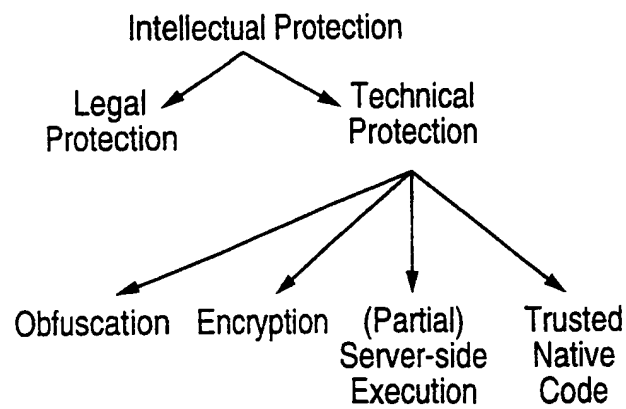 Intellectual Protection
Legal
Protection
Technical
Protection
Obfuscation
Encryption
(Partial)
Server-side
Execution
Trusted
Native
Code